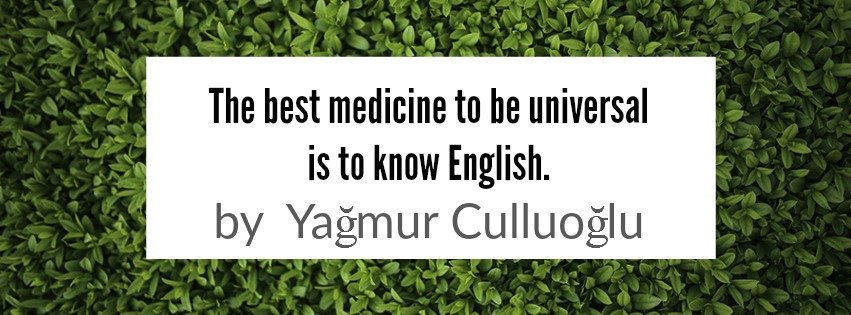 The best medicine to be universal
is to know English.
by Yağmur Culluoğlu